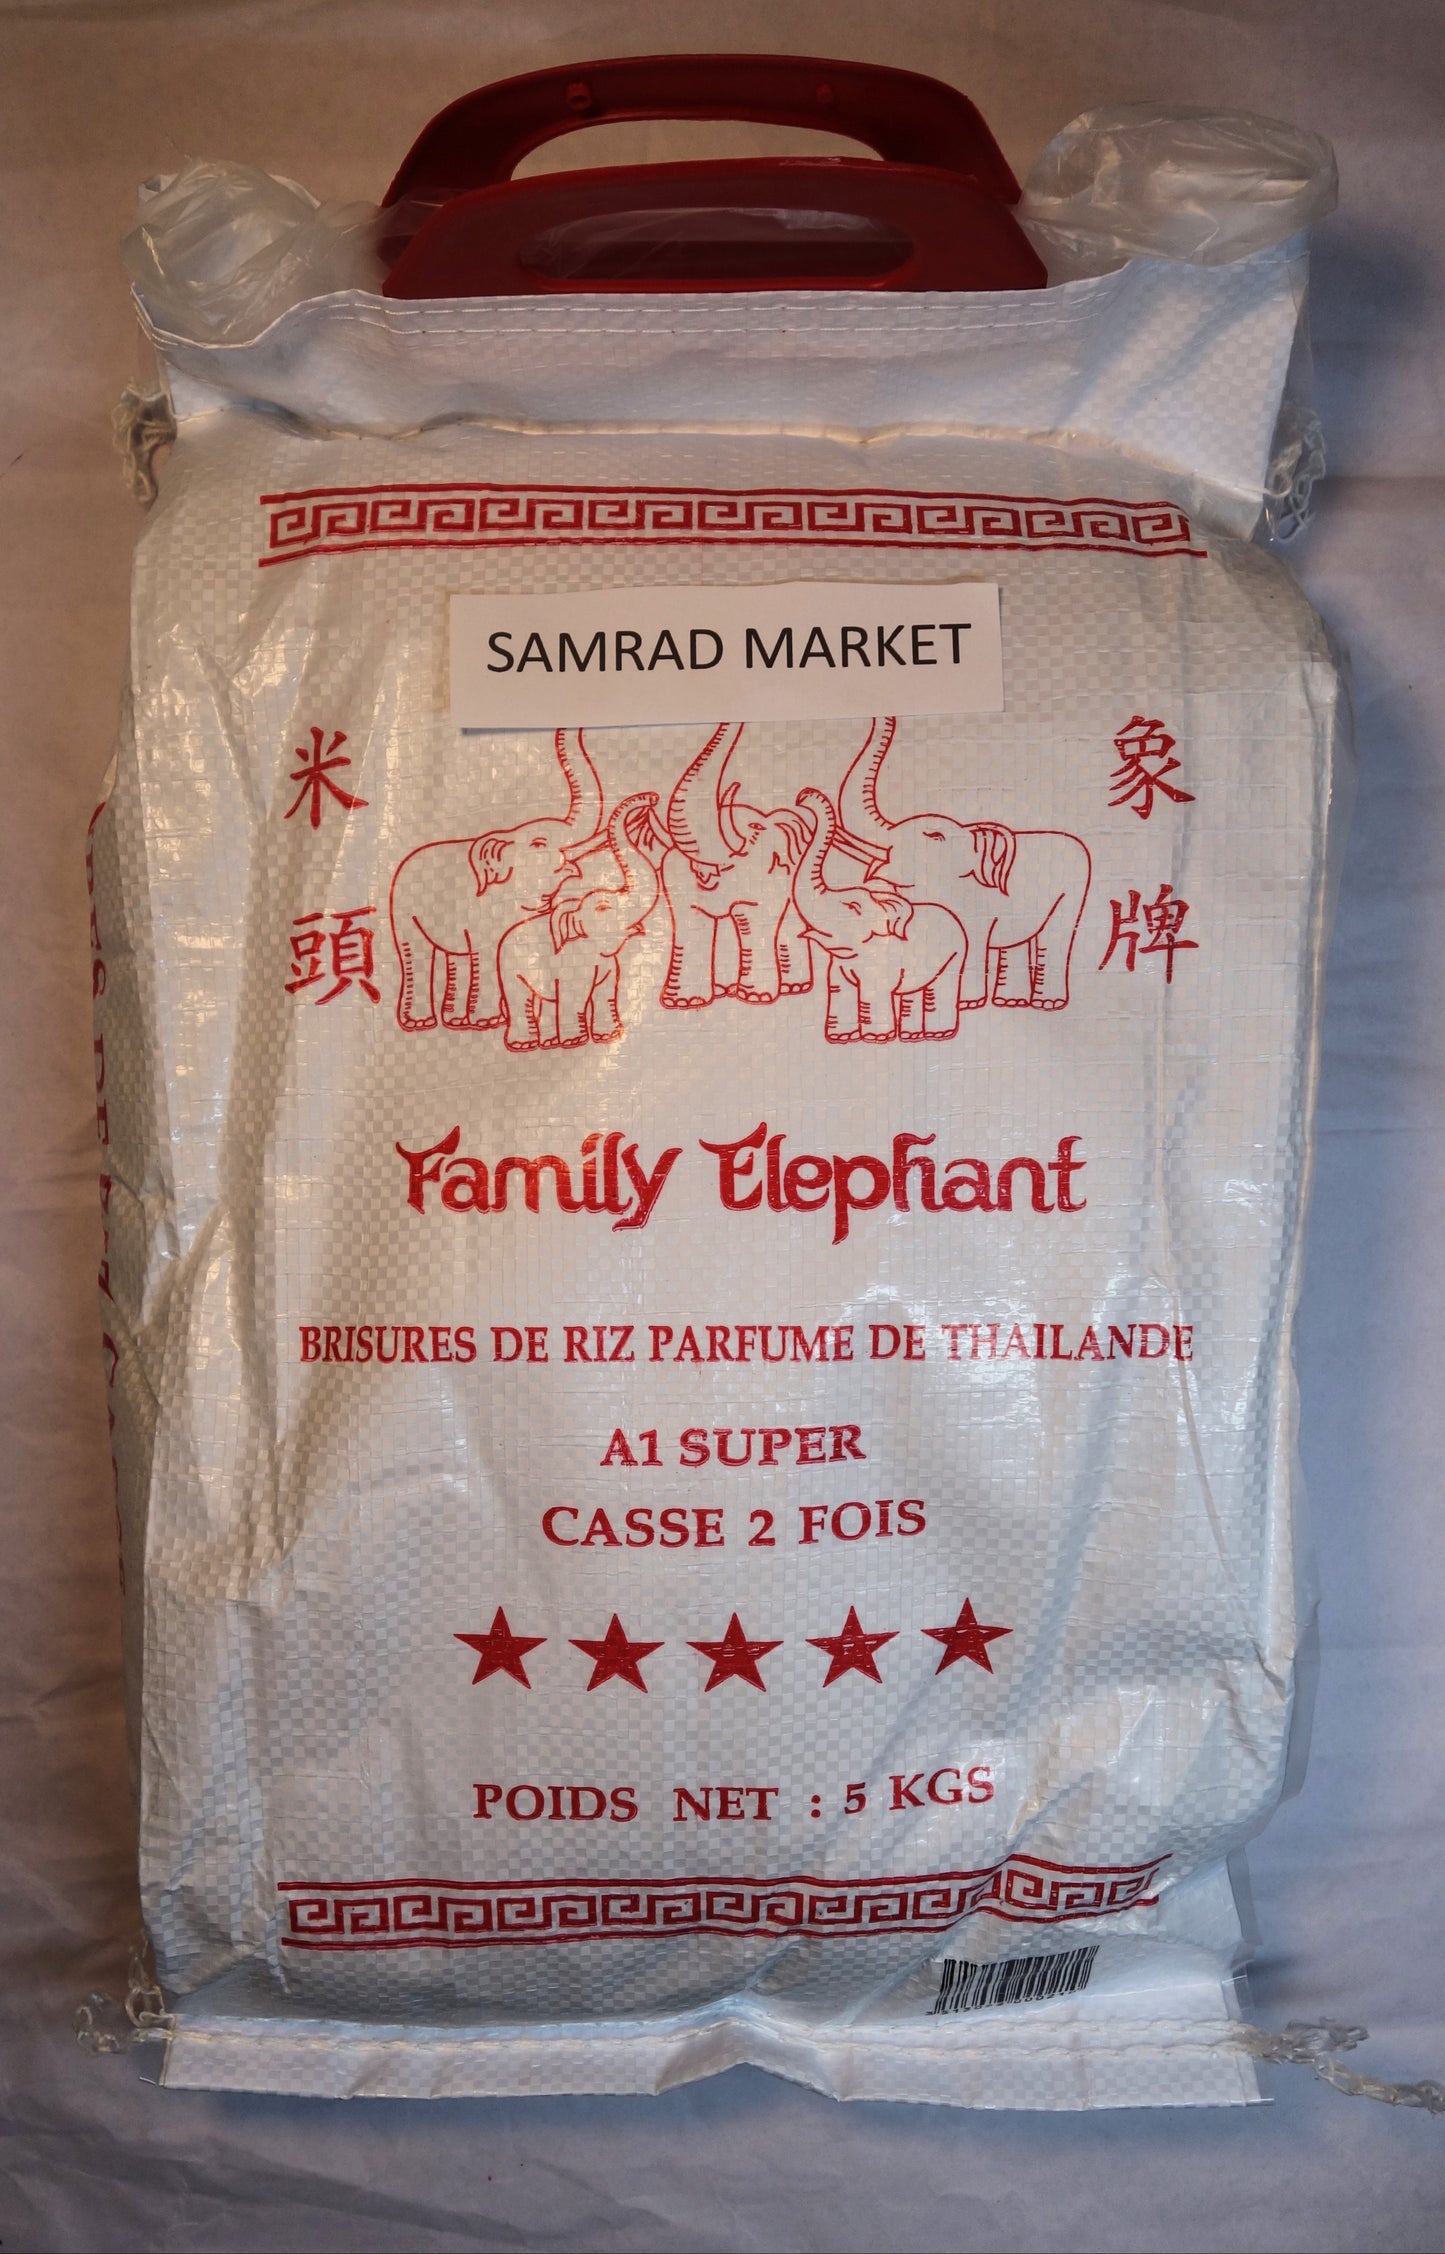 SAMRAD MARKET
米 象
頭 牌
Family Elephant
BRISURES DE RIZ PARFUME DE THAILANDE
A1 SUPER
CASSE 2 FOIS
POIDS NET : 5 KGS